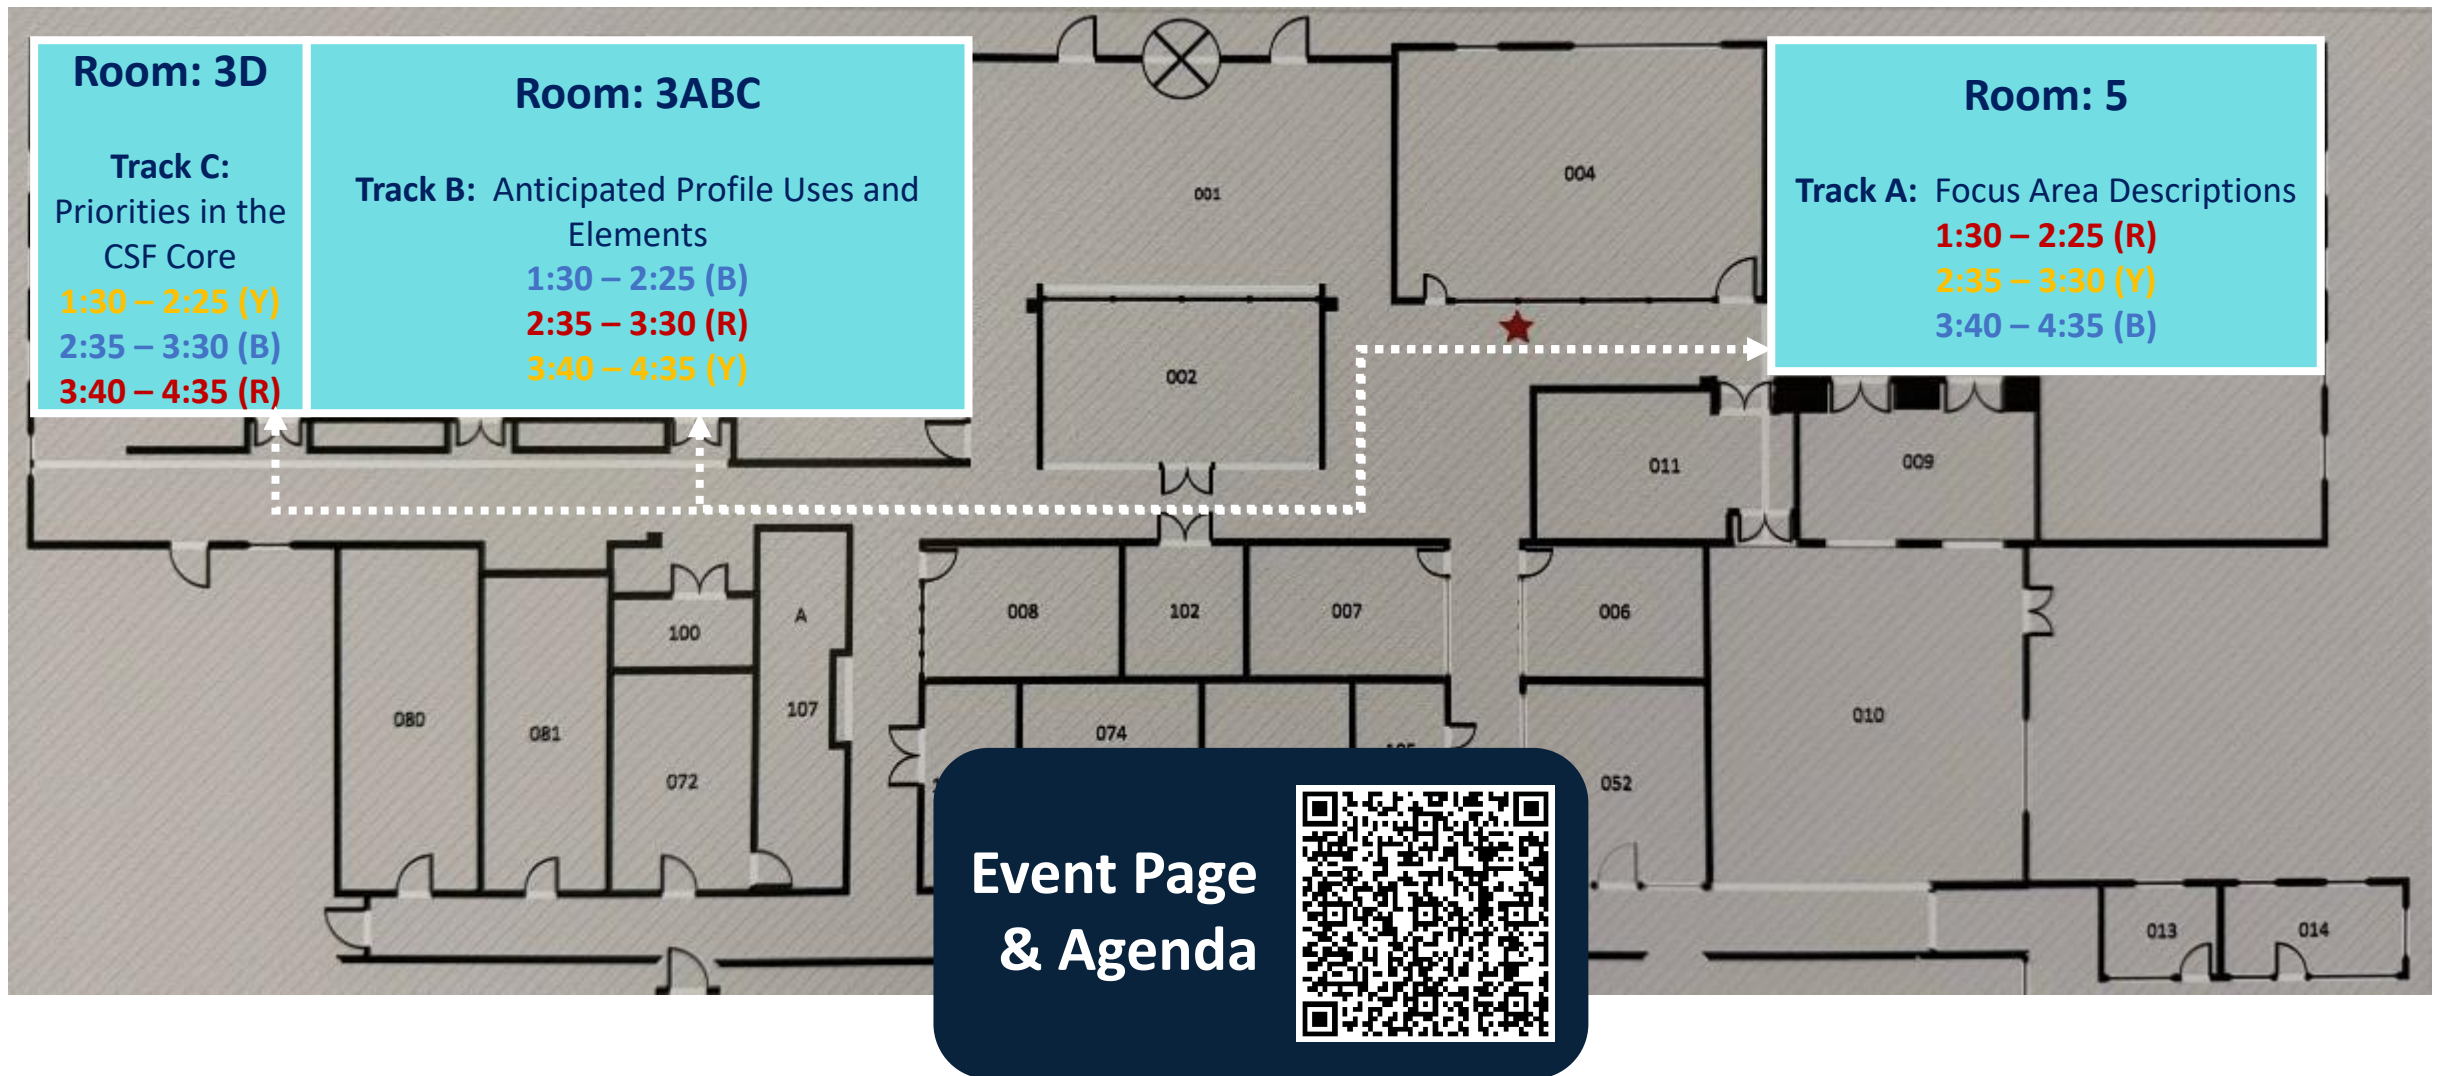 Room: 3D
Track C:
Priorities in the
CSF Core
1:30 – 2:25 (Y)
2:35 – 3:30 (B)
3:40 – 4:35 (R)
Room: 3ABC
Track B:  Anticipated Profile Uses and
Elements
1:30 – 2:25 (B)
2:35 – 3:30 (R)
3:40 – 4:35 (Y)
Room: 5
Track A:  Focus Area Descriptions
1:30 – 2:25 (R)
2:35 – 3:30 (Y)
3:40 – 4:35 (B)
001
004
002
011
009
008
102
007
006
A
100
107
080
081
072
074
010
052
013
014
Event Page
& Agenda